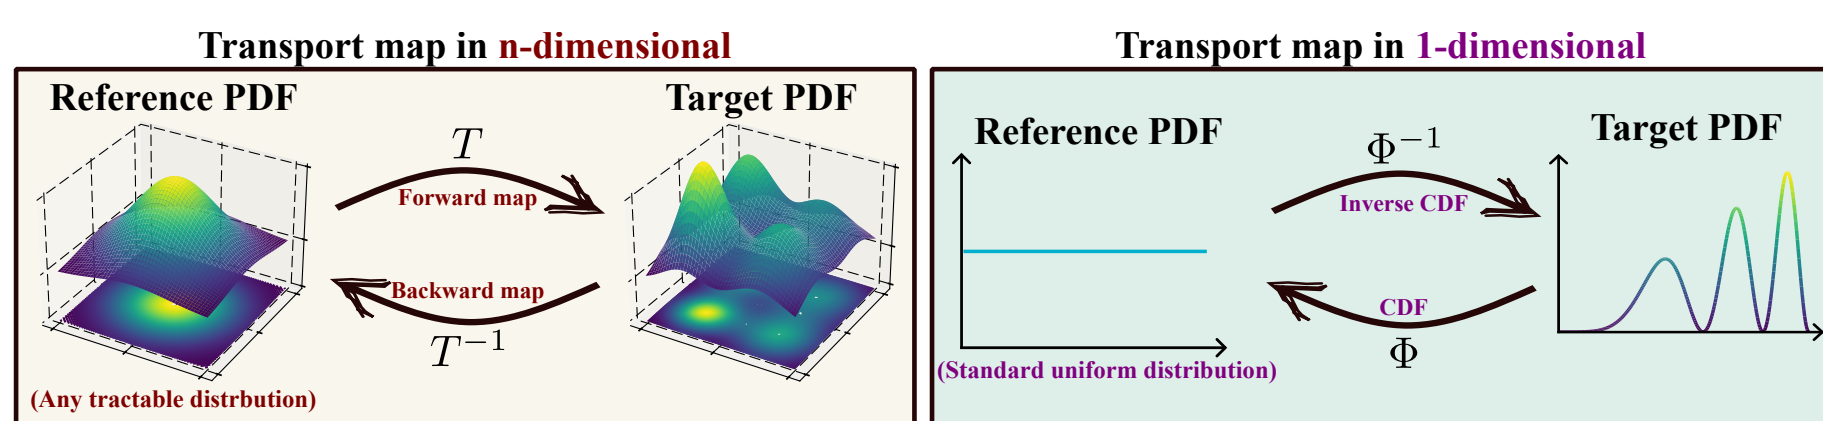 Transport map in n-dimensional
Reference PDF
Target PDF
T
Forward map
Backward map
T⁻¹
(Any tractable distrbution)
Transport map in 1-dimensional
Reference PDF
Target PDF
Φ⁻¹
Inverse CDF
CDF
Φ
(Standard uniform distribution)